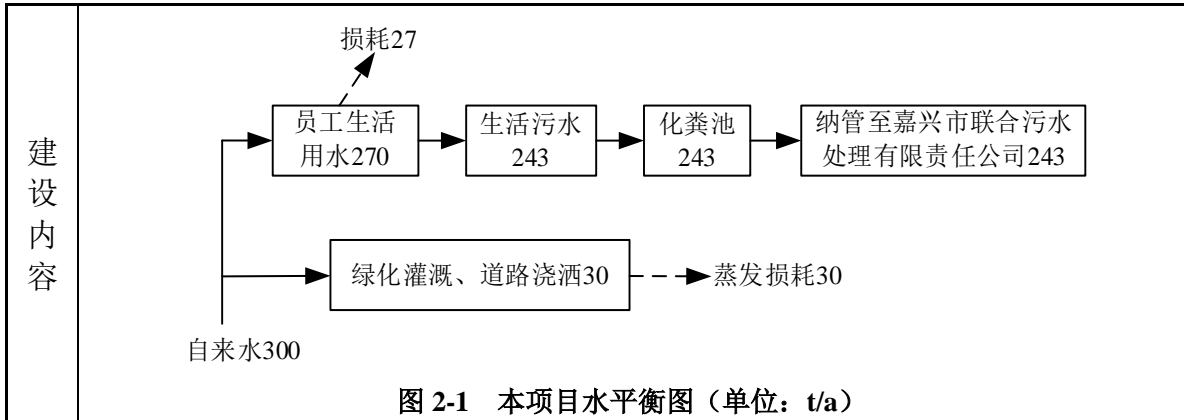 建
设
内
容
损耗27
员工生活
用水270
生活污水
243
化粪池
243
纳管至嘉兴市联合污水
处理有限责任公司243
绿化灌溉、道路浇洒30
蒸发损耗30
自来水300
图 2-1 本项目水平衡图（单位：t/a）